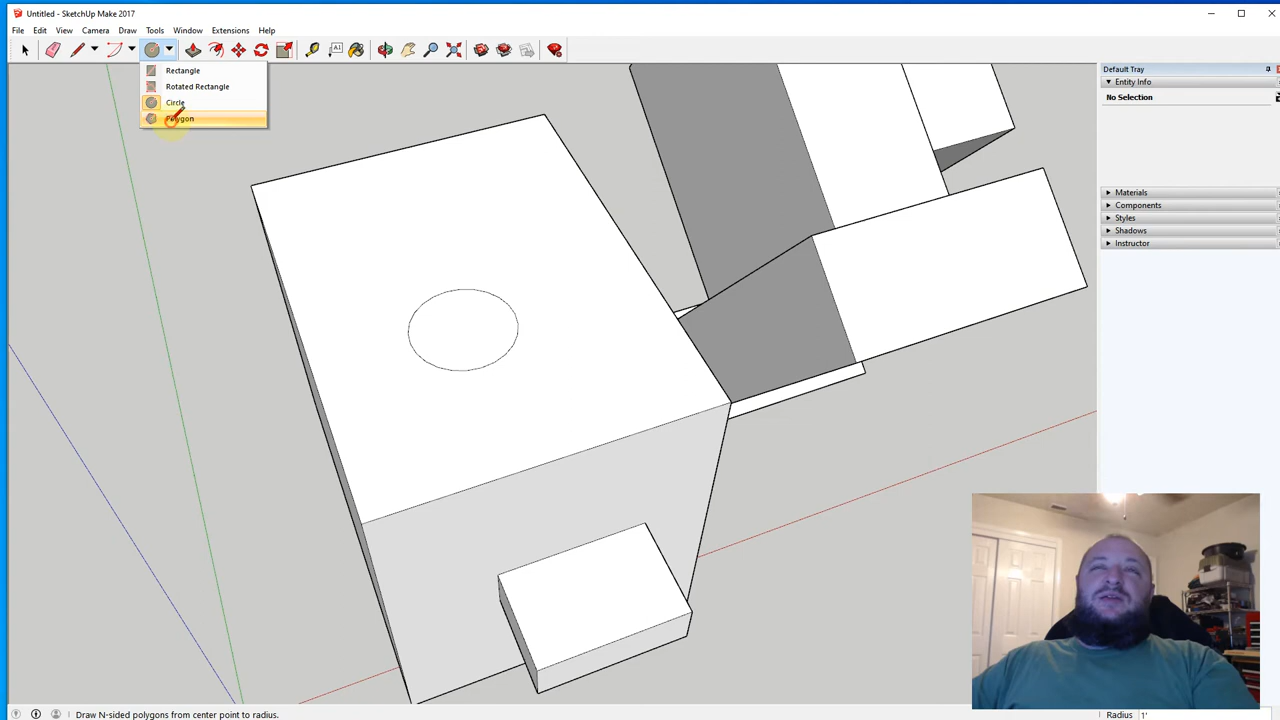 Untitled - SketchUp Make 2017
File Edit View Camera Draw Tools Window Help Extensions Help
Rectangle
Rotated Rectangle
Circle
Polygon
Default Tray
Entity Info
No Selection
Materials
Components
Styles
Shadows
Instructor
Draw N-sided polygons from center point to radius.
Radius 1'